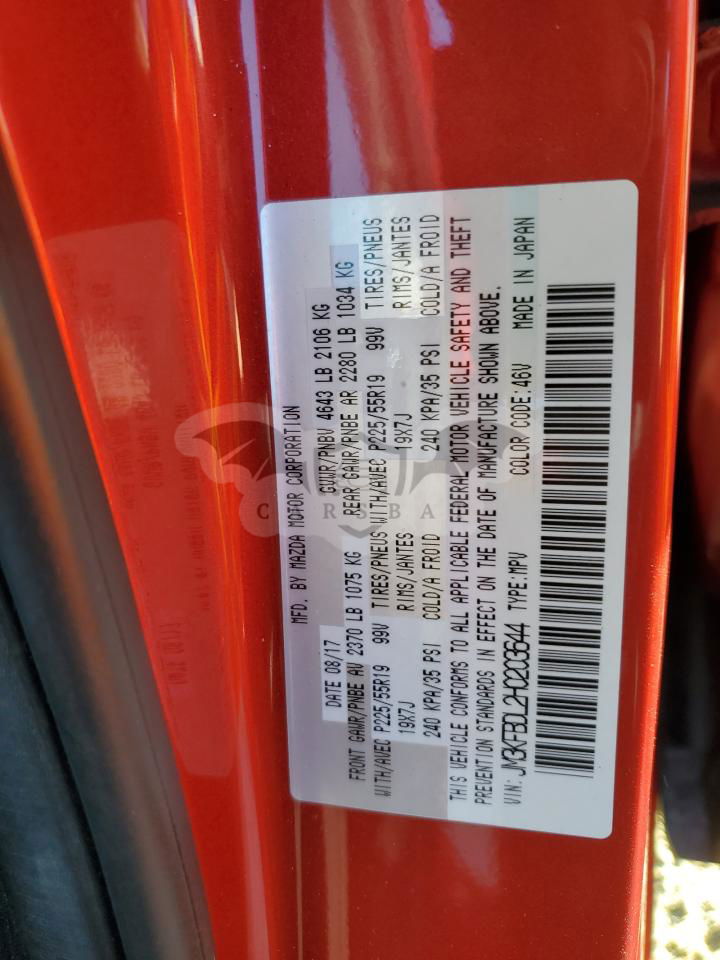 MFD. BY MAZDA MOTOR CORPORATION
DATE 08/17 GVWR/PNBV 4643 LB 2106 KG
FRONT GAWR/PNBE AV 2370 LB 1075 KG REAR GAWR/PNBE AR 2280 LB 1034 KG
WITH/AVEC P225/55R19 99V TIRES/PNEUS WITH/AVEC P225/55R19 99V TIRES/PNEUS
19X7J RIMS/JANTES 19X7J RIMS/JANTES
240 KPA/35 PSI COLD/A FROID 240 KPA/35 PSI COLD/A FROID
THIS VEHICLE CONFORMS TO ALL APPLICABLE FEDERAL MOTOR VEHICLE SAFETY AND THEFT
PREVENTION STANDARDS IN EFFECT ON THE DATE OF MANUFACTURE SHOWN ABOVE.
VIN: JM3KFBDL2H0203644 TYPE:MPV COLOR CODE:46V MADE IN JAPAN